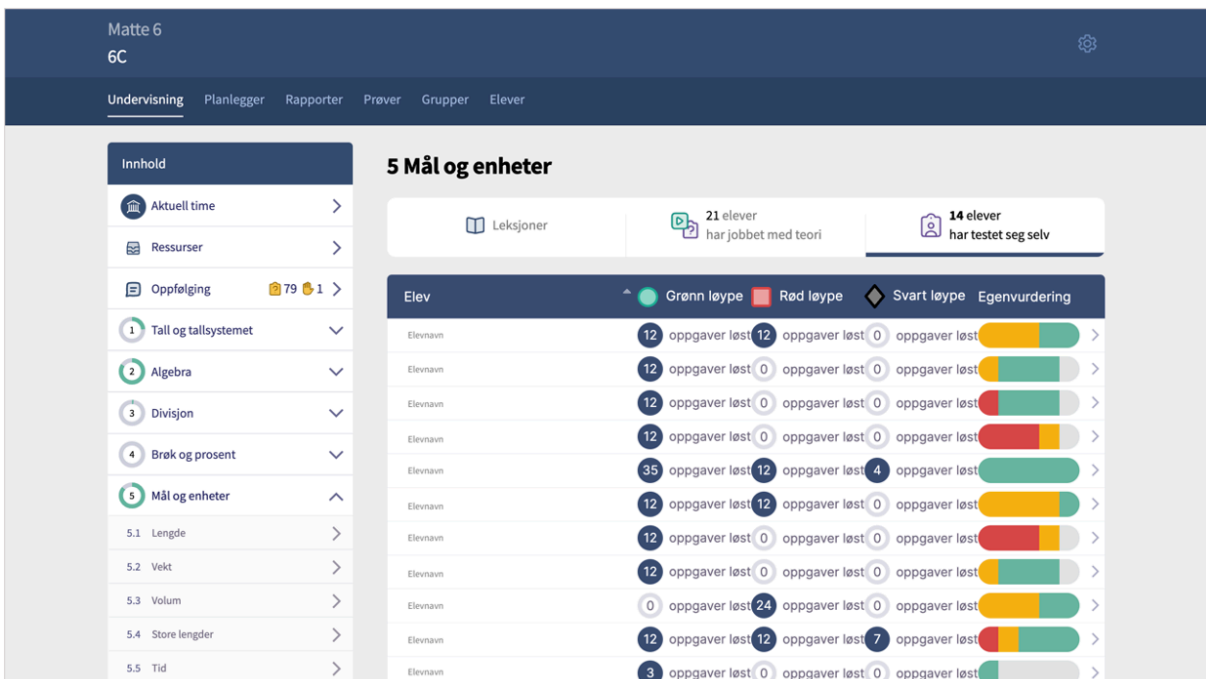 Matte 6
6C
Undervisning Planlegger Rapporter Prøver Grupper Elever
Innhold
Aktuell time
Ressurser
Oppfølging 79 1
1 Tall og tallsystemet
2 Algebra
3 Divisjon
4 Brøk og prosent
5 Mål og enheter
5.1 Lengde
5.2 Vekt
5.3 Volum
5.4 Store lengder
5.5 Tid
5 Mål og enheter
Leksjoner
21 elever
har jobbet med teori
14 elever
har testet seg selv
Elev Grønn løype Rød løype Svart løype Egenvurdering
Elevnavn 12 oppgaver løst 12 oppgaver løst 0 oppgaver løst
Elevnavn 12 oppgaver løst 0 oppgaver løst 0 oppgaver løst
Elevnavn 12 oppgaver løst 0 oppgaver løst 0 oppgaver løst
Elevnavn 12 oppgaver løst 0 oppgaver løst 0 oppgaver løst
Elevnavn 35 oppgaver løst 12 oppgaver løst 4 oppgaver løst
Elevnavn 12 oppgaver løst 12 oppgaver løst 0 oppgaver løst
Elevnavn 12 oppgaver løst 0 oppgaver løst 0 oppgaver løst
Elevnavn 12 oppgaver løst 0 oppgaver løst 0 oppgaver løst
Elevnavn 0 oppgaver løst 24 oppgaver løst 0 oppgaver løst
Elevnavn 12 oppgaver løst 12 oppgaver løst 7 oppgaver løst
Elevnavn 3 oppgaver løst 0 oppgaver løst 0 oppgaver løst